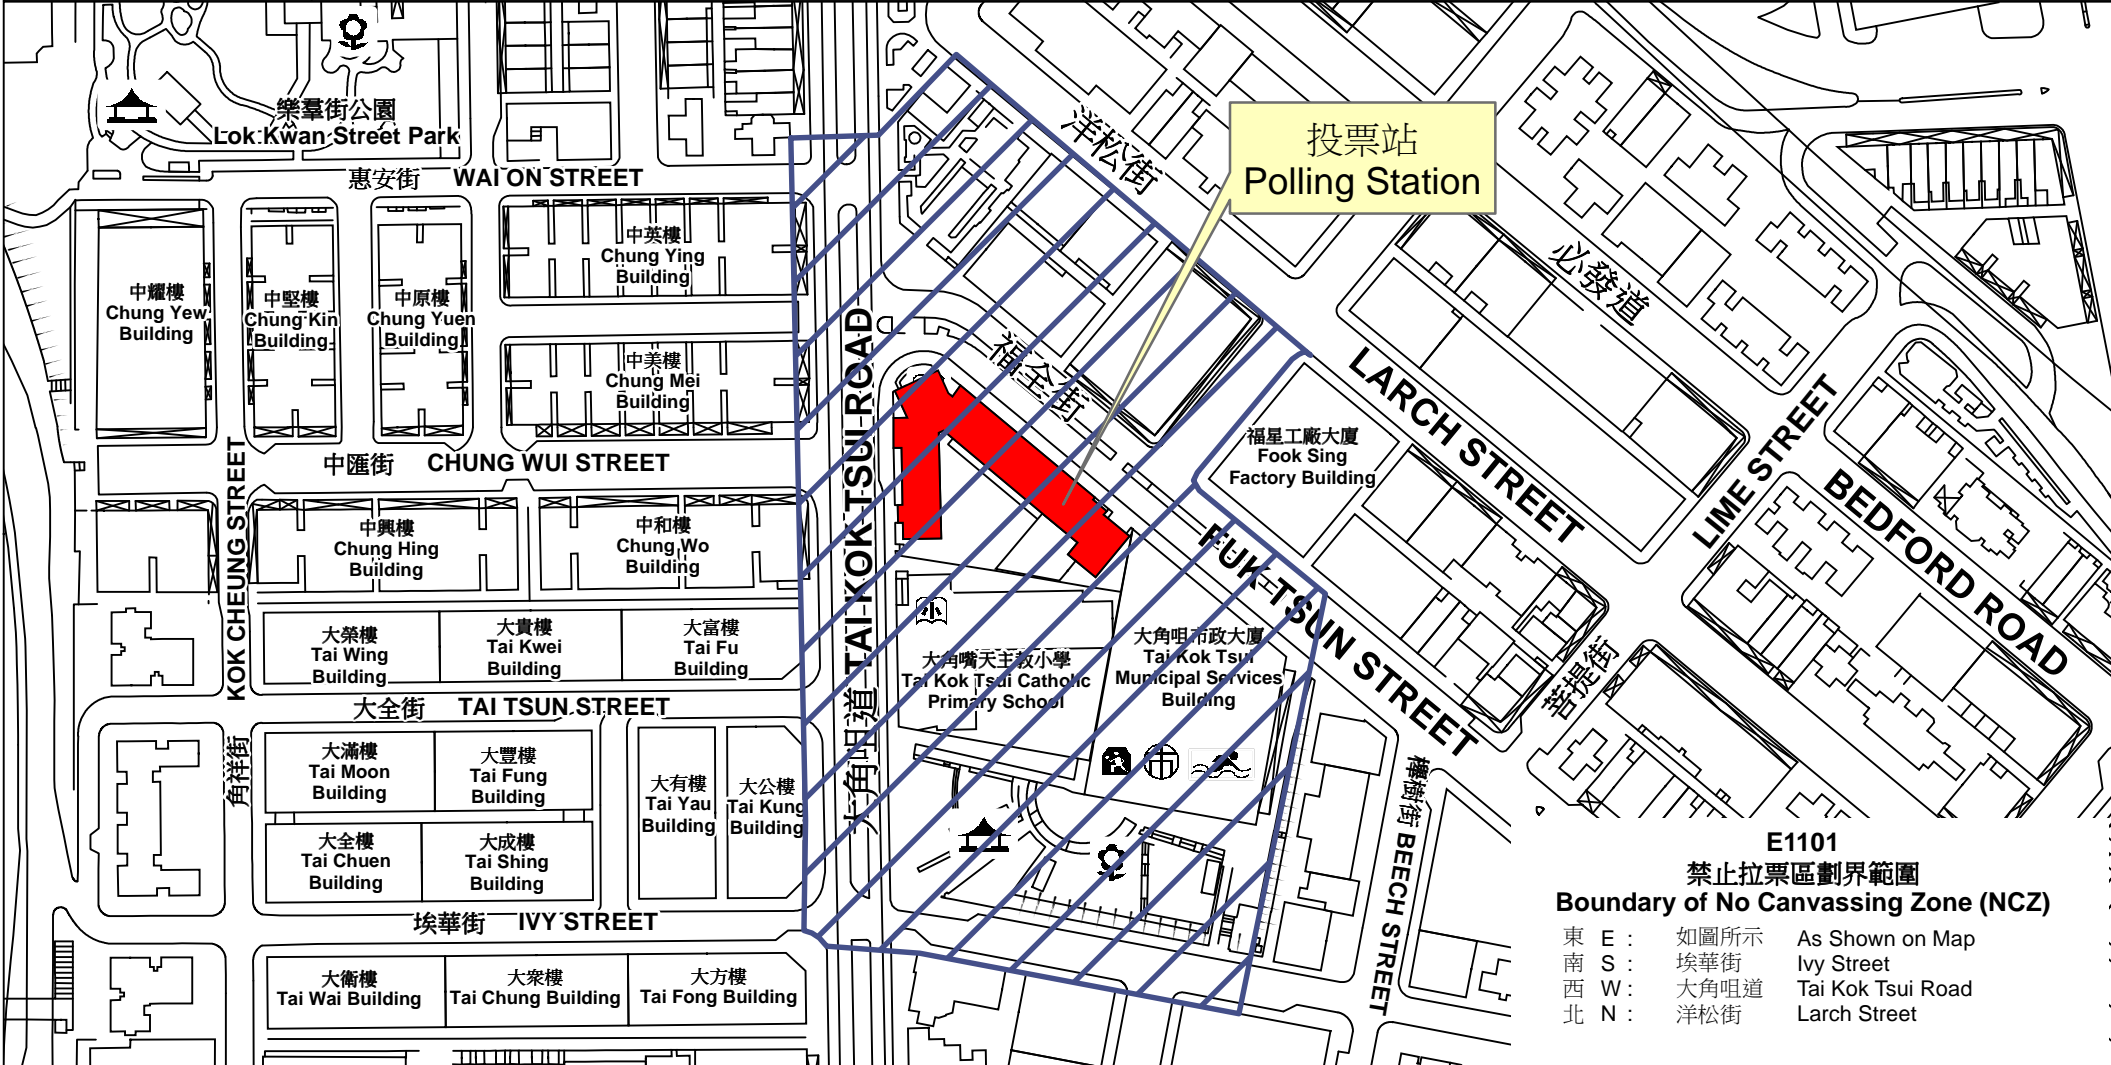 樂羣街公園
Lok Kwan Street Park
惠安街 WAI ON STREET
洋松街
投票站
Polling Station
必發道
中耀樓
Chung Yew
Building
中堅樓
Chung Kin
Building
中原樓
Chung Yuen
Building
中英樓
Chung Ying
Building
中美樓
Chung Mei
Building
福全街
LARCH STREET
LIME STREET
BEDFORD ROAD
福星工廠大廈
Fook Sing
Factory Building
中匯街 CHUNG WUI STREET
KOK CHEUNG STREET
角祥街
TAI KOK TSUI ROAD
大角咀道
中興樓
Chung Hing
Building
中和樓
Chung Wo
Building
FUK TSUN STREET
大榮樓
Tai Wing
Building
大貴樓
Tai Kwei
Building
大富樓
Tai Fu
Building
小
大角嘴天主教小學
Tai Kok Tsui Catholic
Primary School
大角咀市政大廈
Tai Kok Tsui
Municipal Services
Building
市
菩提街
大全街 TAI TSUN STREET
大滿樓
Tai Moon
Building
大豐樓
Tai Fung
Building
大有樓
Tai Yau
Building
大公樓
Tai Kung
Building
大全樓
Tai Chuen
Building
大成樓
Tai Shing
Building
櫸樹街 BEECH STREET
埃華街 IVY STREET
大衞樓
Tai Wai Building
大衆樓
Tai Chung Building
大方樓
Tai Fong Building
E1101
禁止拉票區劃界範圍
Boundary of No Canvassing Zone (NCZ)
東 E : 如圖所示 As Shown on Map
南 S : 埃華街 Ivy Street
西 W : 大角咀道 Tai Kok Tsui Road
北 N : 洋松街 Larch Street